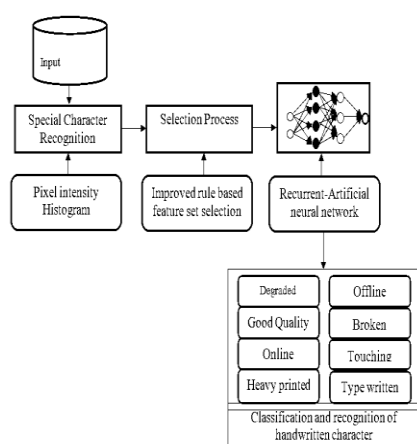 Input
Special Character
Recognition
Selection Process
Pixel intensity
Histogram
Improved rule based
feature set selection
Recurrent-Artificial
neural network
Degraded
Offline
Good Quality
Broken
Online
Touching
Heavy printed
Type written
Classification and recognition of
handwritten character